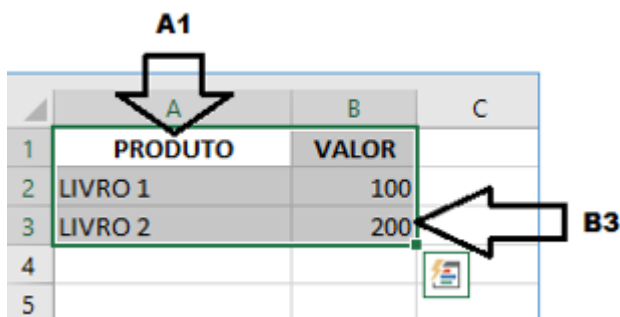 A1
A B C
1 PRODUTO VALOR
2 LIVRO 1 100
3 LIVRO 2 200 B3
4
5